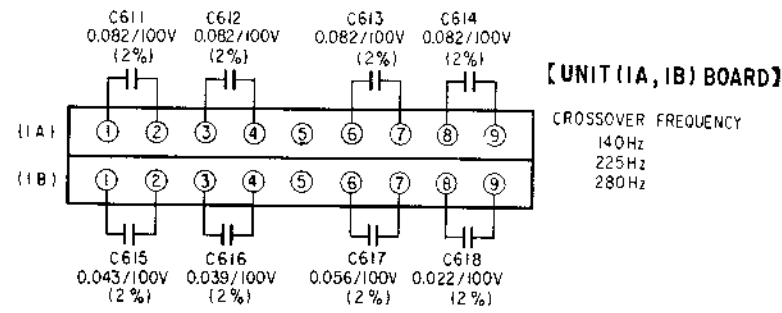 C611 C612 C613 C614
0.082/100V 0.082/100V 0.082/100V 0.082/100V
(2%) (2%) (2%) (2%)
【UNIT(1A, 1B) BOARD】
CROSSOVER FREQUENCY
140Hz
225Hz
280Hz
(1A) ① ② ③ ④ ⑤ ⑥ ⑦ ⑧ ⑨
(1B) ① ② ③ ④ ⑤ ⑥ ⑦ ⑧ ⑨
C615 C616 C617 C618
0.043/100V 0.039/100V 0.056/100V 0.022/100V
(2%) (2%) (2%) (2%)